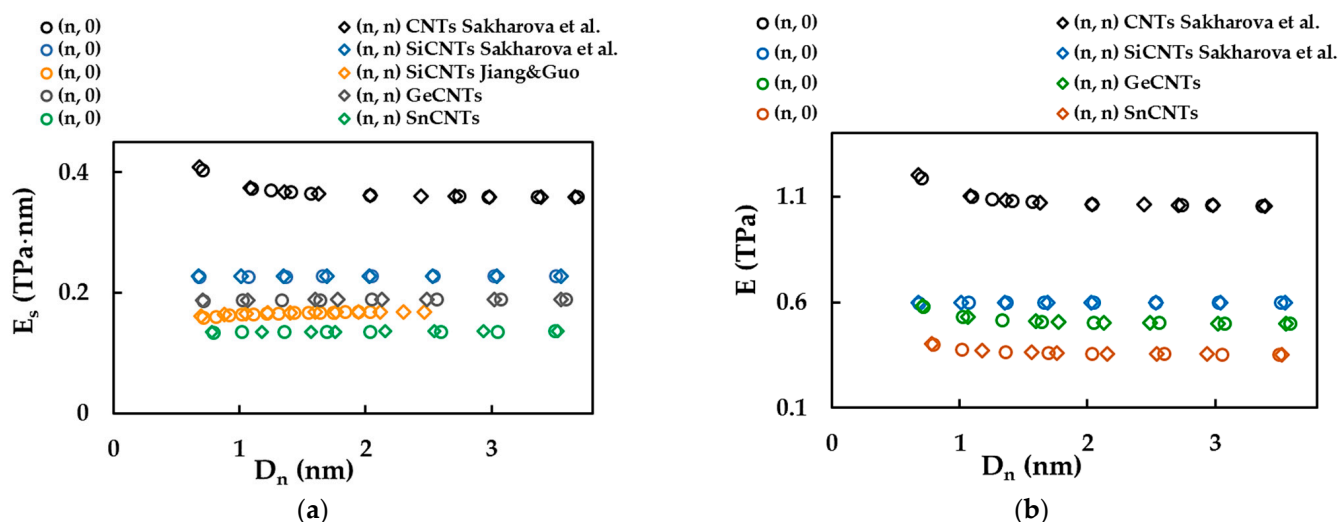 (n, 0) (n, n) CNTs Sakharova et al.
(n, 0) (n, n) SiCNTs Sakharova et al.
(n, 0) (n, n) SiCNTs Jiang&Guo
(n, 0) (n, n) GeCNTs
(n, 0) (n, n) SnCNTs
0.4
0.2
0
Es (TPa·nm)
0 1 2 3
Dn (nm)
(a)
(n, 0) (n, n) CNTs Sakharova et al.
(n, 0) (n, n) SiCNTs Sakharova et al.
(n, 0) (n, n) GeCNTs
(n, 0) (n, n) SnCNTs
1.1
0.6
0.1
E (TPa)
0 1 2 3
Dn (nm)
(b)